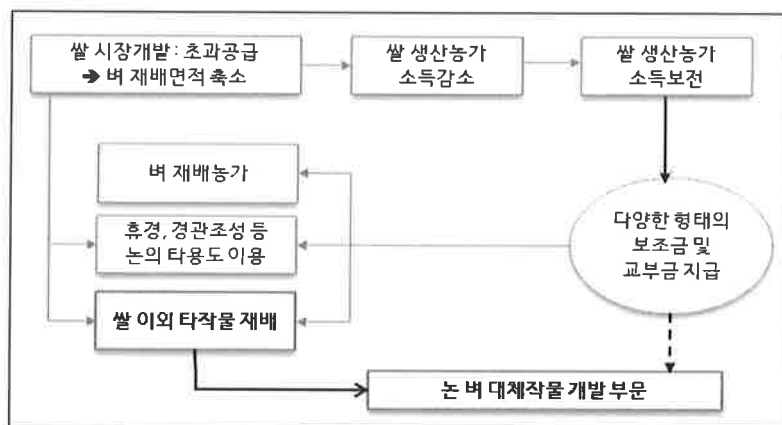 쌀 시장개발 : 초과공급
➔ 벼 재배면적 축소
쌀 생산농가
소득감소
쌀 생산농가
소득보전
벼 재배농가
휴경, 경관조성 등
논의 타용도 이용
쌀 이외 타작물 재배
다양한 형태의
보조금 및
교부금 지급
논 벼 대체작물 개발 부문